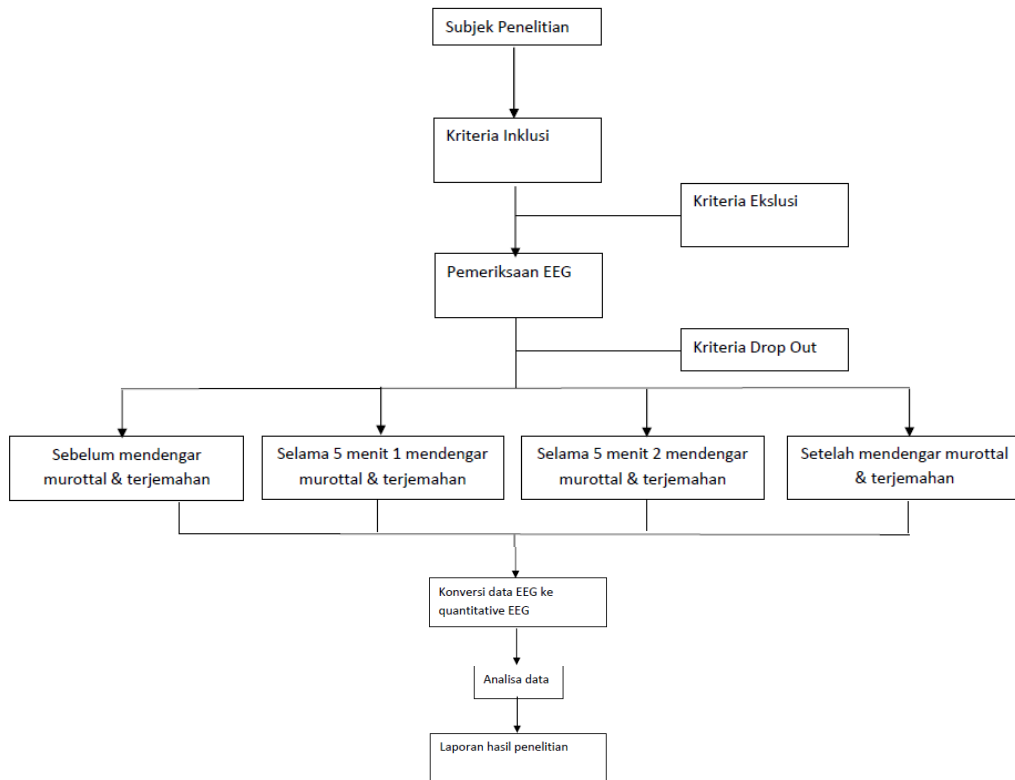 Subjek Penelitian
Kriteria Inklusi
Kriteria Ekslusi
Pemeriksaan EEG
Kriteria Drop Out
Sebelum mendengar
murottal & terjemahan
Selama 5 menit 1 mendengar
murottal & terjemahan
Selama 5 menit 2 mendengar
murottal & terjemahan
Setelah mendengar murottal
& terjemahan
Konversi data EEG ke
quantitative EEG
Analisa data
Laporan hasil penelitian